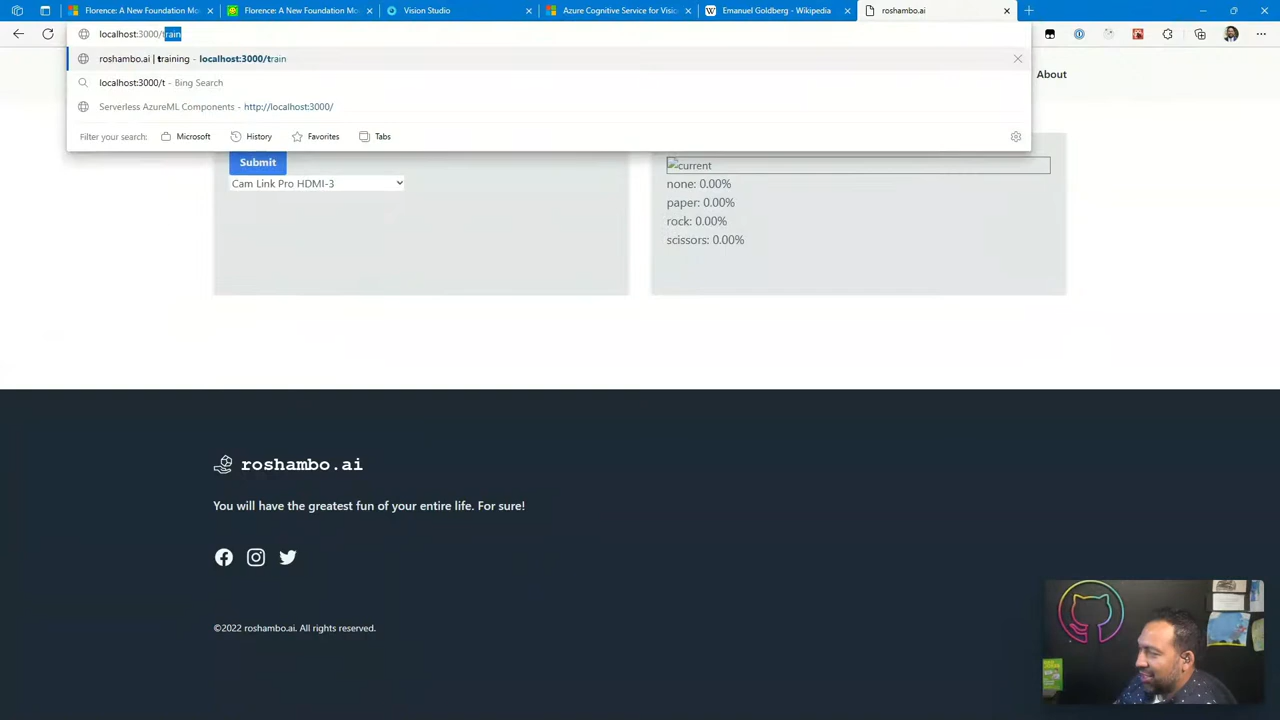 Florence: A New Foundation Mo
Florence: A New Foundation Mo
Vision Studio
Azure Cognitive Service for Visio
Emanuel Goldberg - Wikipedia
roshambo.ai
localhost:3000/train
roshambo.ai | training - localhost:3000/train
localhost:3000/t - Bing Search
Serverless AzureML Components - http://localhost:3000/
Filter your search:
Microsoft
History
Favorites
Tabs
About
Submit
Cam Link Pro HDMI-3
current
none: 0.00%
paper: 0.00%
rock: 0.00%
scissors: 0.00%
roshambo.ai
You will have the greatest fun of your entire life. For sure!
©2022 roshambo.ai. All rights reserved.